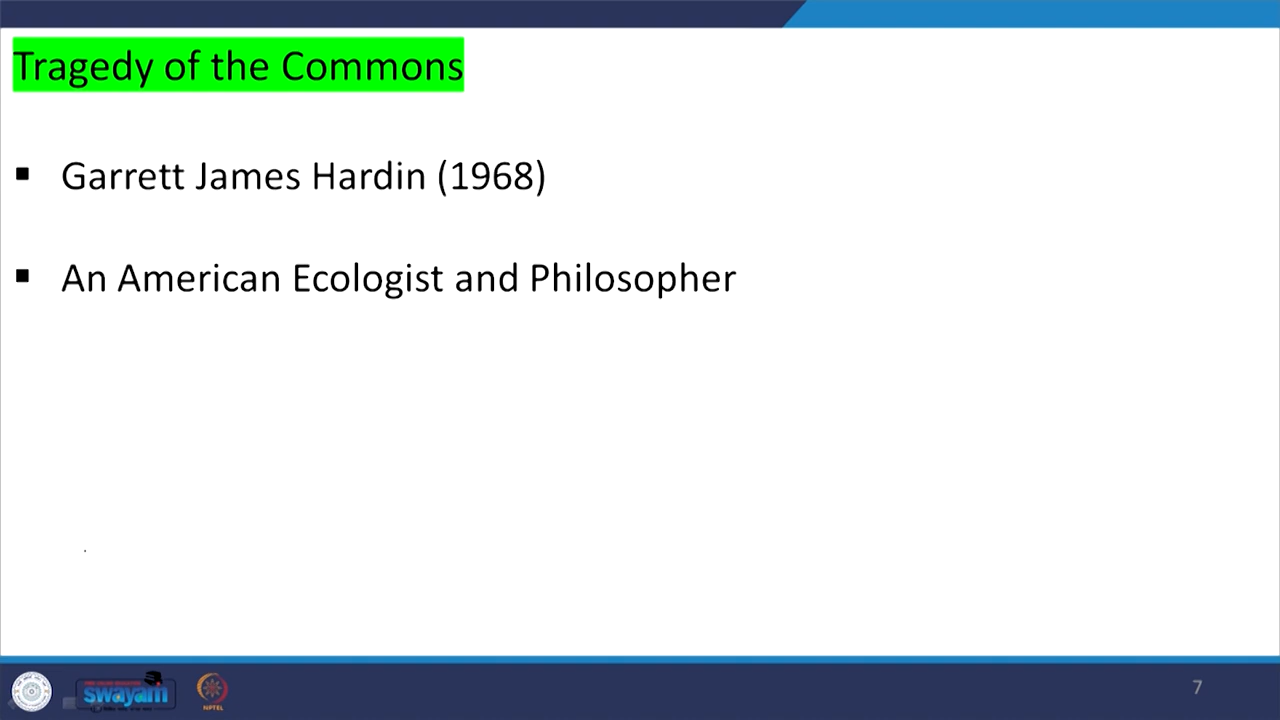 Tragedy of the Commons
▪ Garrett James Hardin (1968)
▪ An American Ecologist and Philosopher
swayam
NPTEL
7